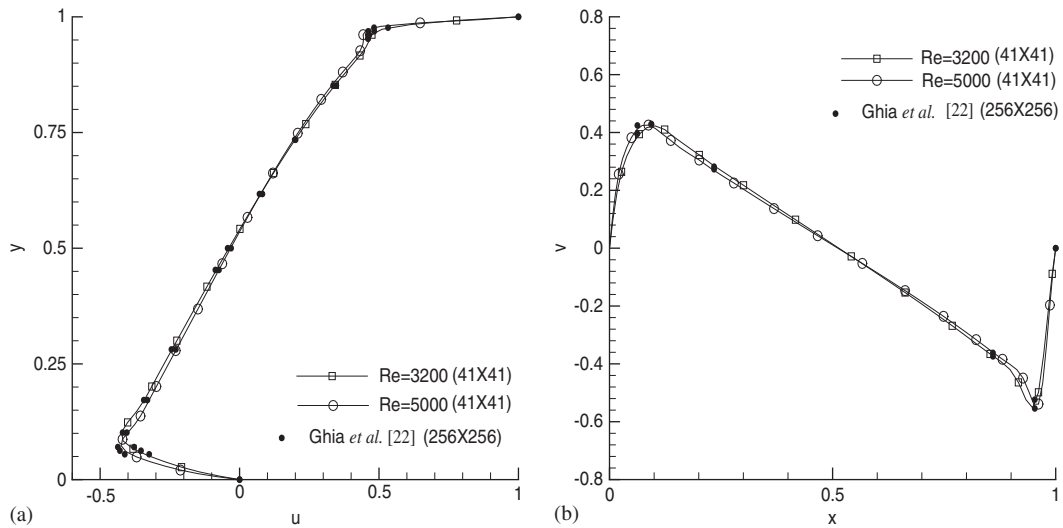 1
0.75
0.5
0.25
0
-0.5
0
0.5
1
y
u
Re=3200 (41X41)
Re=5000 (41X41)
Ghia et al. [22] (256X256)
(a)
0.8
0.6
0.4
0.2
0
-0.2
-0.4
-0.6
-0.8
0
0.5
1
v
x
Re=3200 (41X41)
Re=5000 (41X41)
Ghia et al. [22] (256X256)
(b)